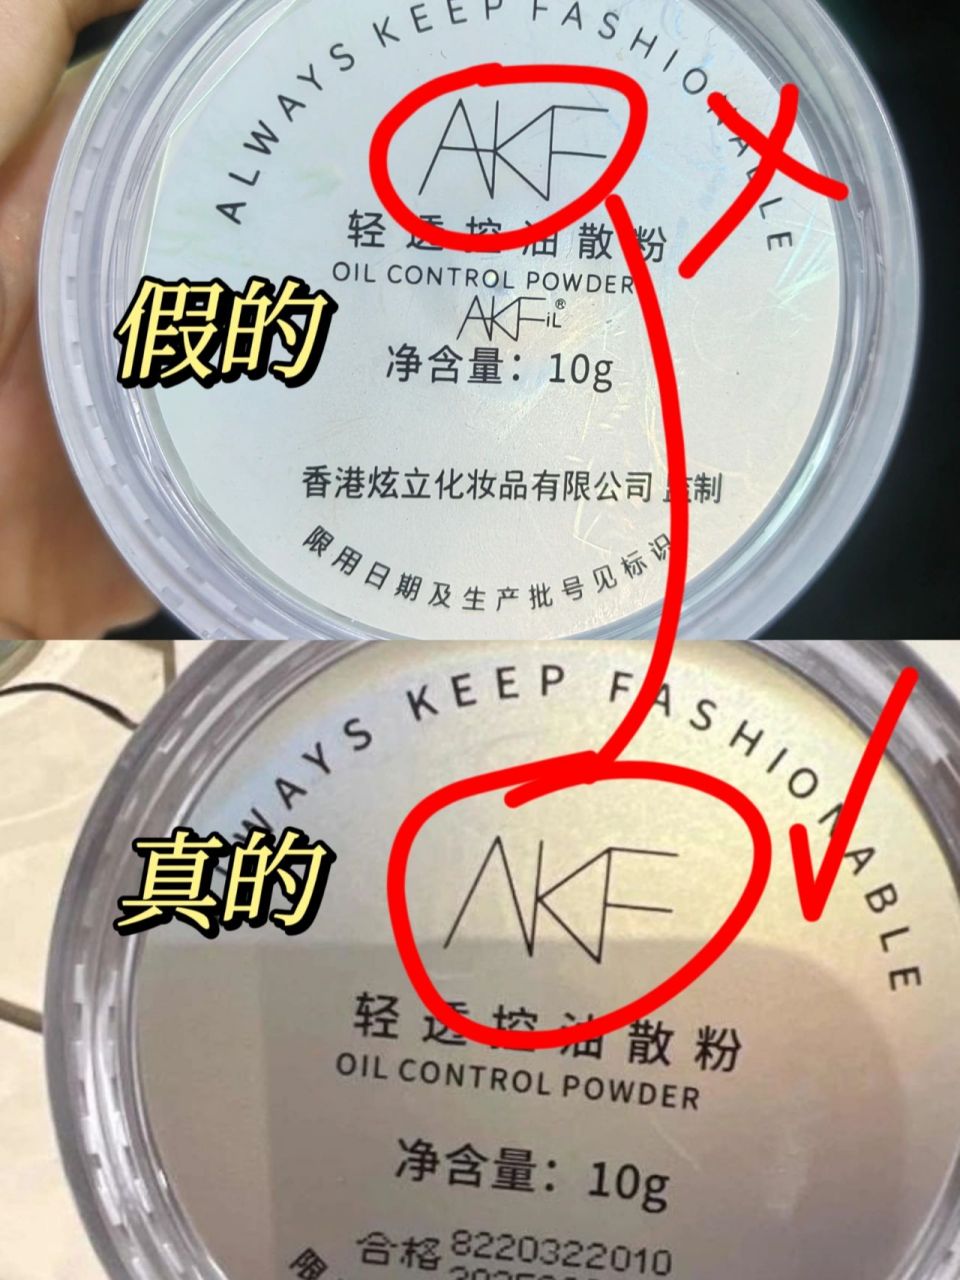 ALWAYS KEEP FASHIONABLE
AKF
轻透控油散粉
OIL CONTROL POWDER
AKFiL®
假的
净含量：10g
香港炫立化妆品有限公司 监制
限用日期及生产批号见标识
WAYS KEEP FASHIONABLE
AKF
真的
轻透控油散粉
OIL CONTROL POWDER
净含量：10g
合格 8220322010
限